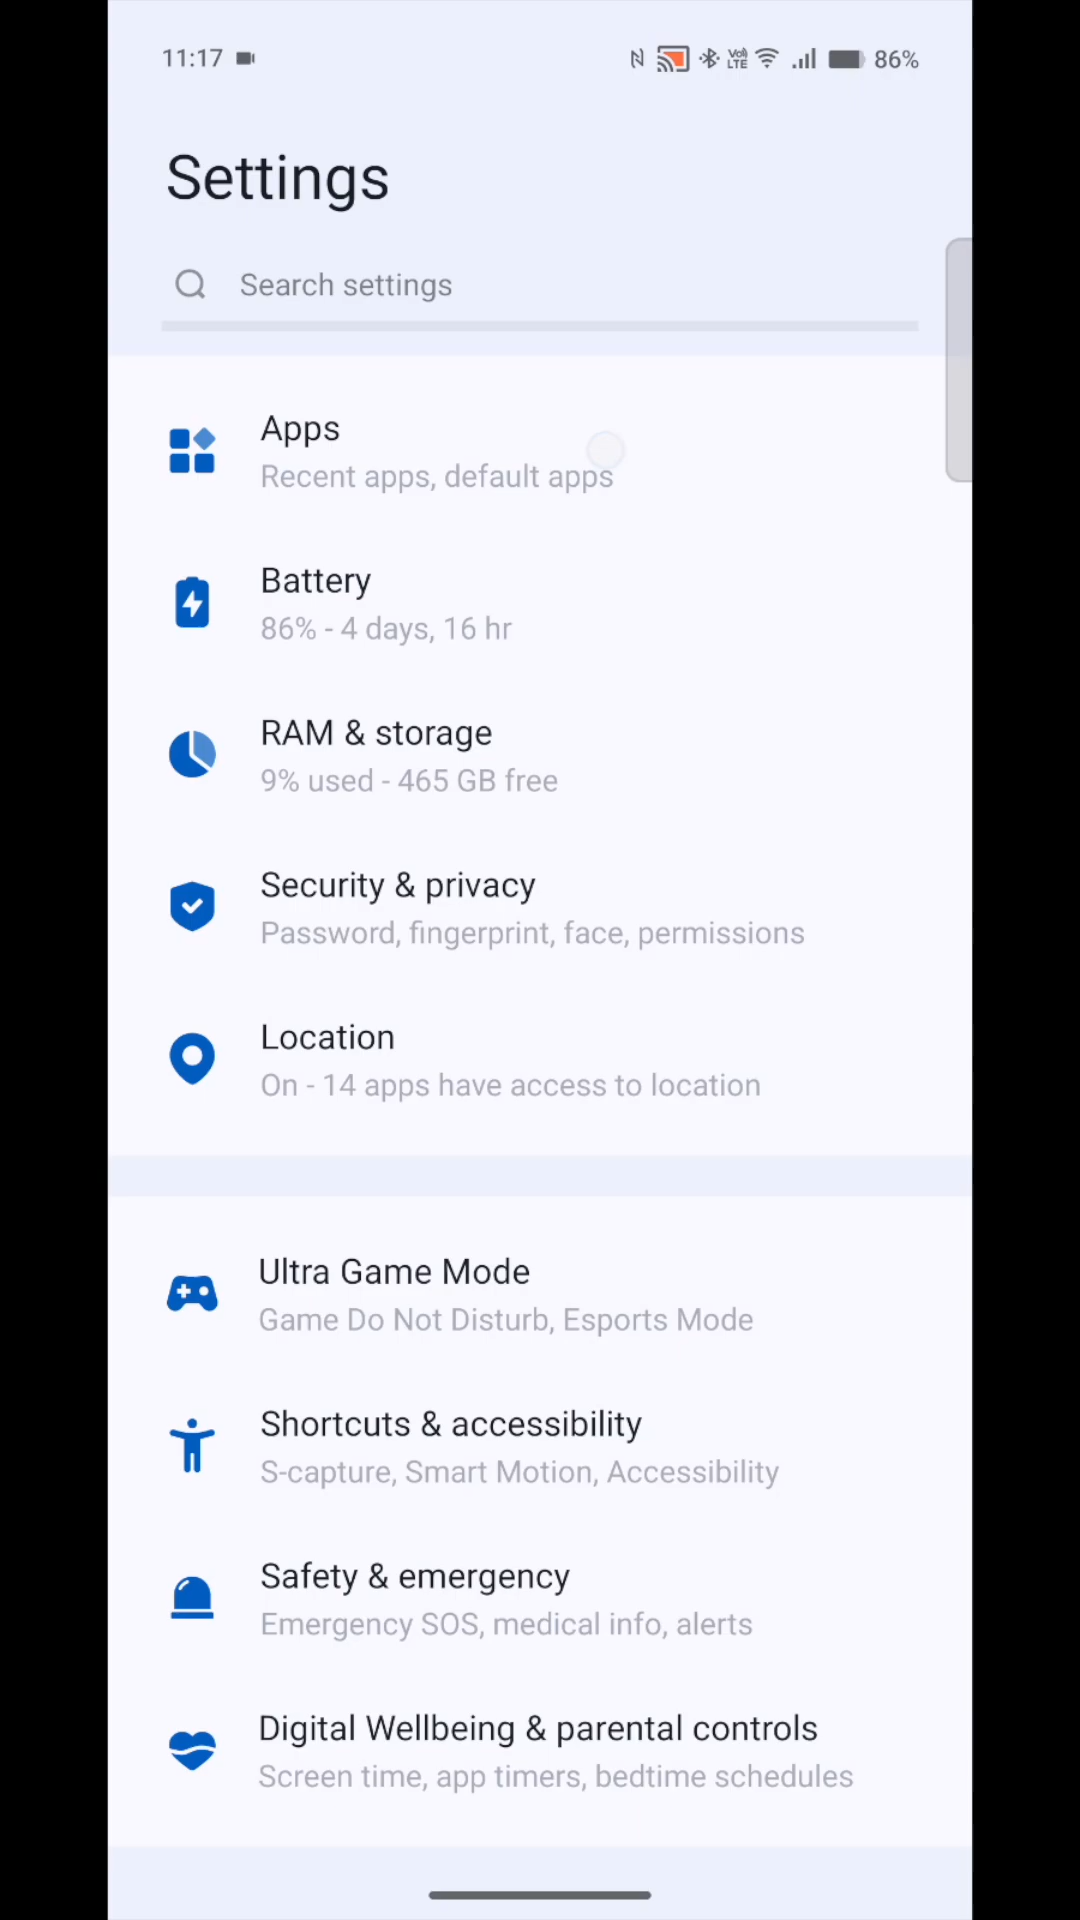 11:17 VoI) LTE 86%
Settings
Search settings
Apps
Recent apps, default apps
Battery
86% - 4 days, 16 hr
RAM & storage
9% used - 465 GB free
Security & privacy
Password, fingerprint, face, permissions
Location
On - 14 apps have access to location
Ultra Game Mode
Game Do Not Disturb, Esports Mode
Shortcuts & accessibility
S-capture, Smart Motion, Accessibility
Safety & emergency
Emergency SOS, medical info, alerts
Digital Wellbeing & parental controls
Screen time, app timers, bedtime schedules